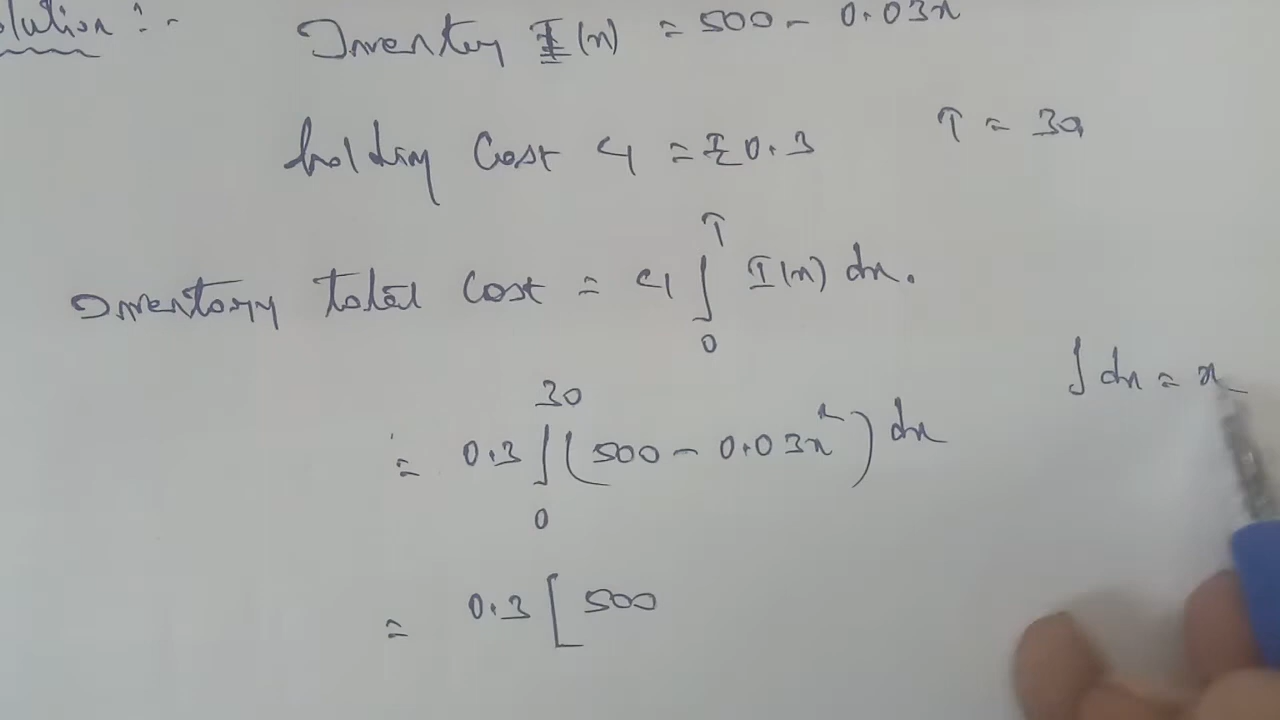 olution :-
Inventory I(x) = 500 - 0.03x
holding Cost C1 = ₹0.3 T = 30
Inventory total Cost = C1 ∫₀ᵀ I(x) dx.
∫ dx = x
= 0.3 ∫₀³⁰ (500 - 0.03x²) dx
= 0.3 [ 500